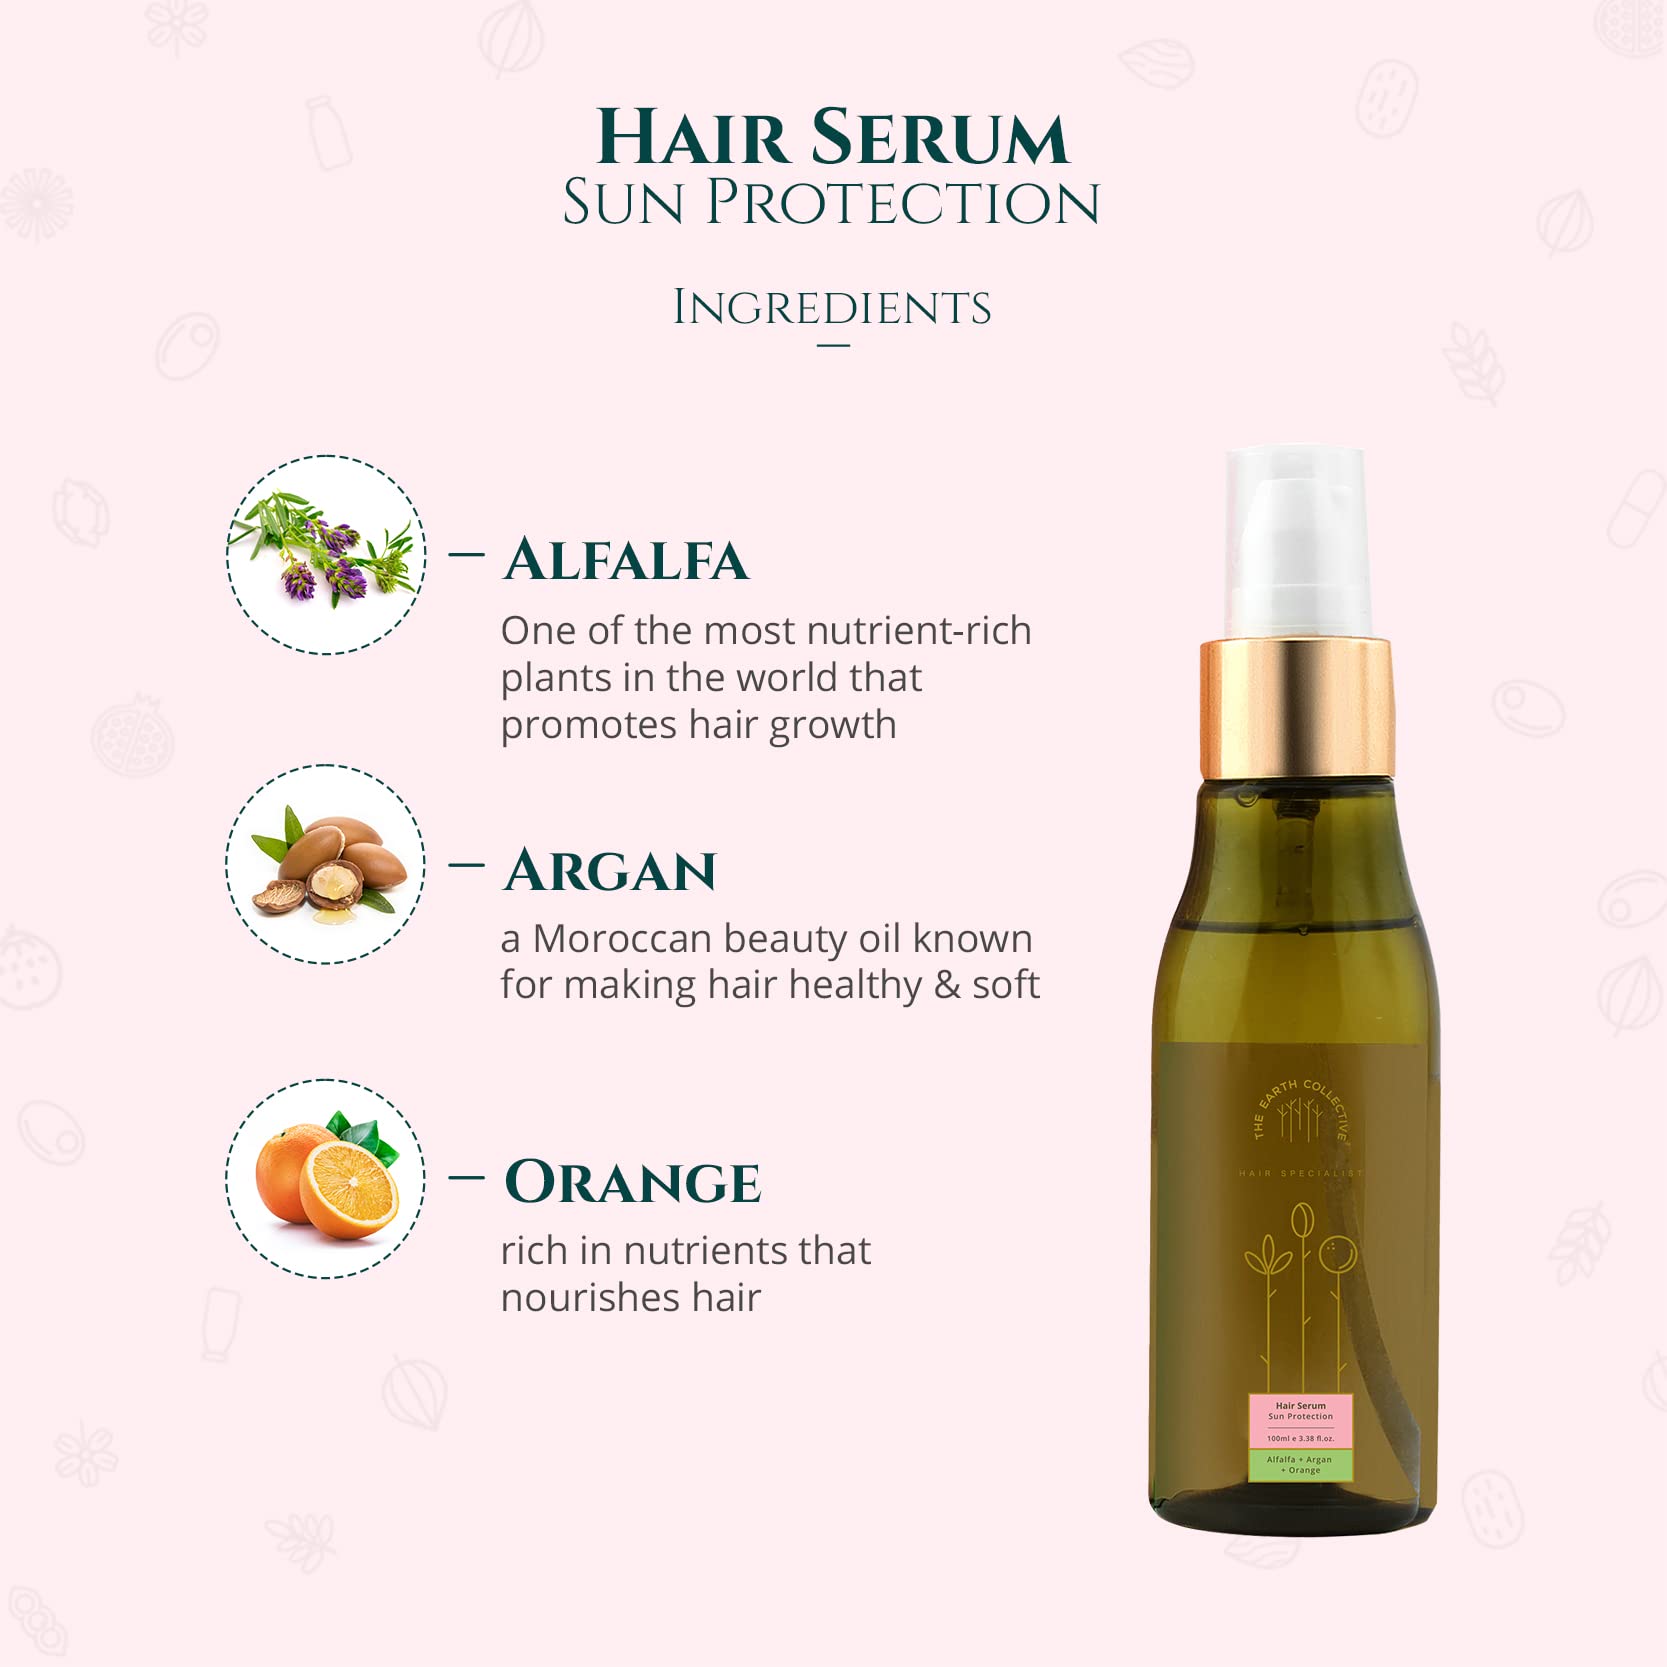 HAIR SERUM
SUN PROTECTION
INGREDIENTS
ALFALFA
One of the most nutrient-rich
plants in the world that
promotes hair growth
ARGAN
a Moroccan beauty oil known
for making hair healthy & soft
ORANGE
rich in nutrients that
nourishes hair
THE EARTH COLLECTIVE
HAIR SPECIALIST
Hair Serum
Sun Protection
100ml e 3.38 fl.oz.
Alfalfa + Argan
+ Orange